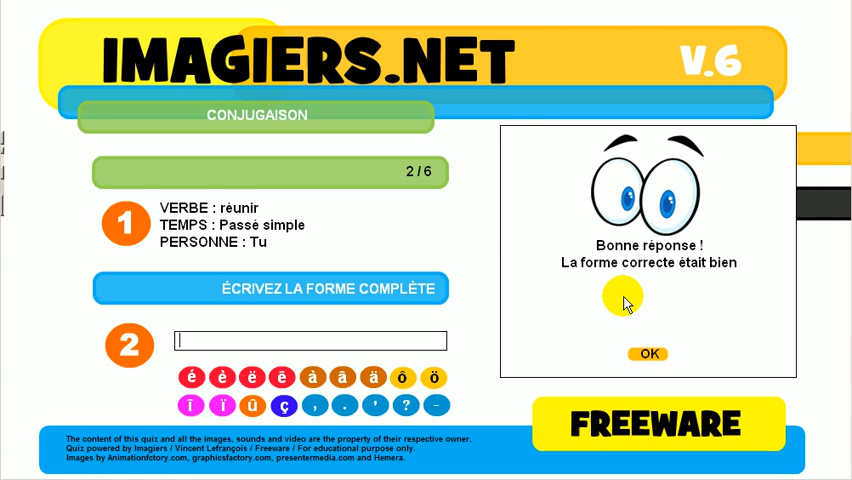 IMAGIERS.NET
V.6
CONJUGAISON
2 / 6
1
VERBE : réunir
TEMPS : Passé simple
PERSONNE : Tu
ÉCRIVEZ LA FORME COMPLÈTE
2
é è ë ê à â ä ô ö
î ï û ç , . ' ? -
Bonne réponse !
La forme correcte était bien
OK
FREEWARE
The content of this quiz and all the images, sounds and video are the property of their respective owner.
Quiz powered by Imagiers / Vincent Lefrançois / Freeware / For educational purpose only.
Images by Animationfctory.com, graphicsfactory.com, presentermedia.com and Hemera.